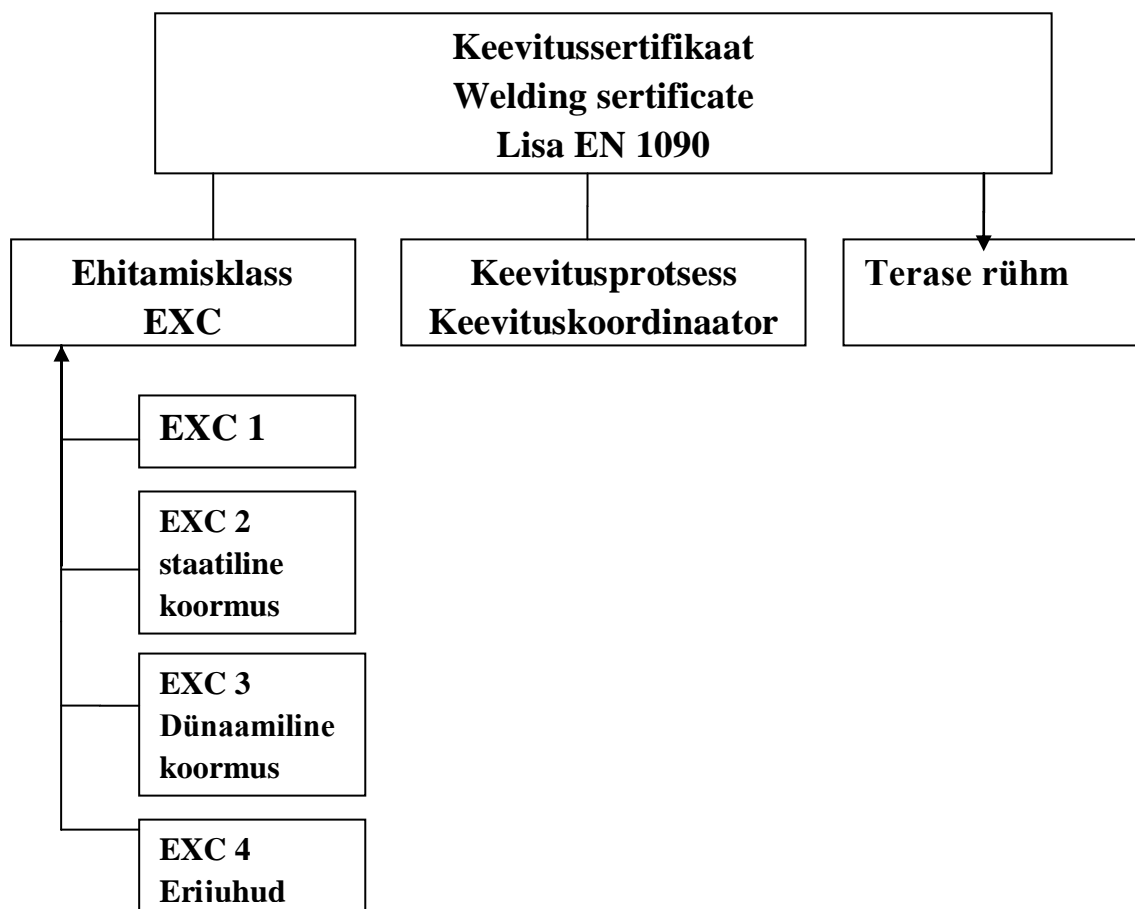 Keevitussertifikaat
Welding sertificate
Lisa EN 1090
Ehitamisklass
EXC
Keevitusprotsess
Keevituskoordinaator
Terase rühm
EXC 1
EXC 2
staatiline
koormus
EXC 3
Dünaamiline
koormus
EXC 4
Erijuhud